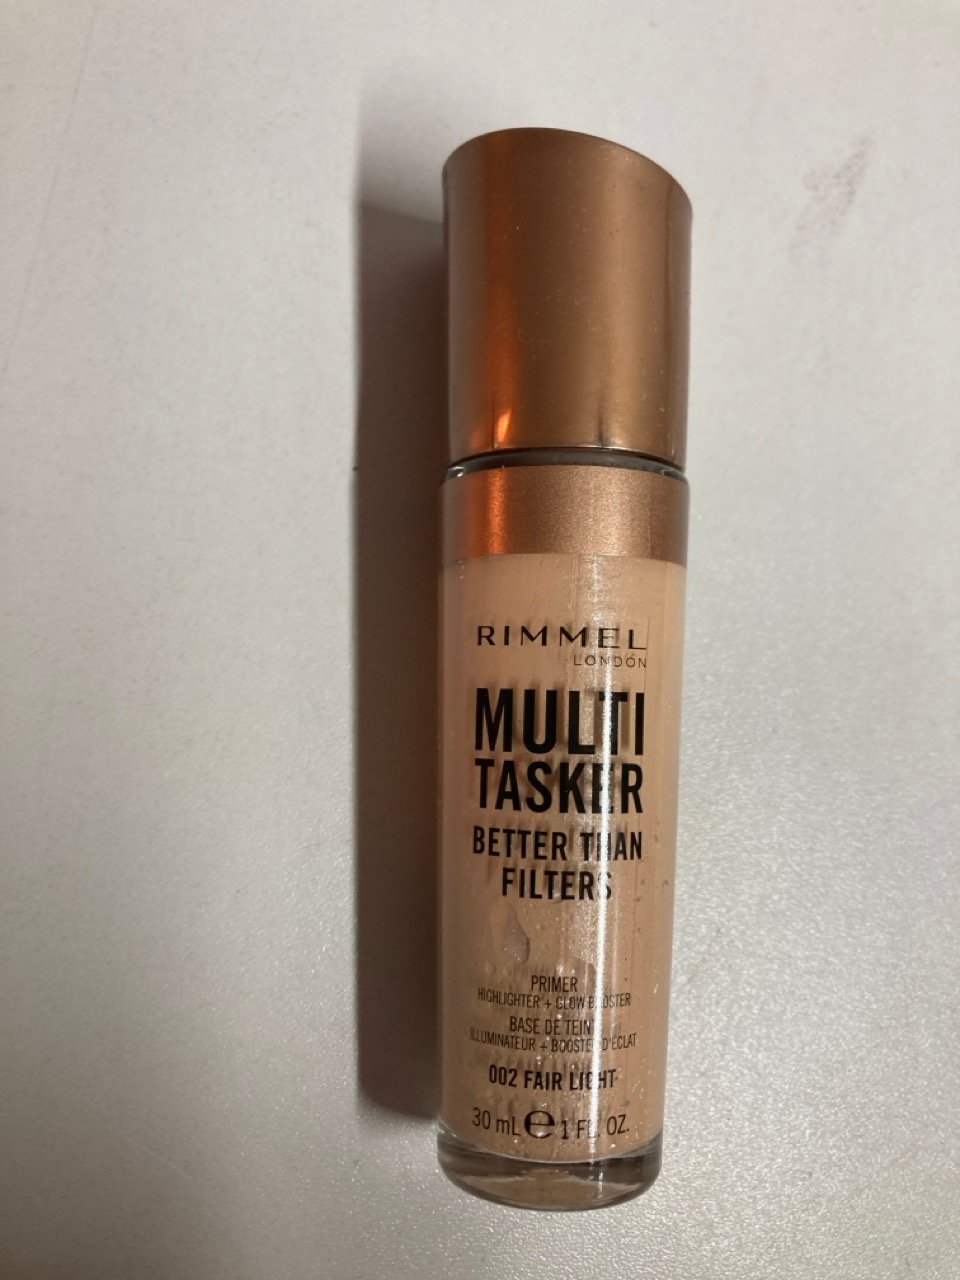 RIMMEL
LONDON
MULTI
TASKER
BETTER THAN
FILTERS
PRIMER
HIGHLIGHTER + GLOW BOOSTER
BASE DE TEINT
ILLUMINATEUR + BOOSTER D'ÉCLAT
002 FAIR LIGHT
30 mL e 1 FL. OZ.